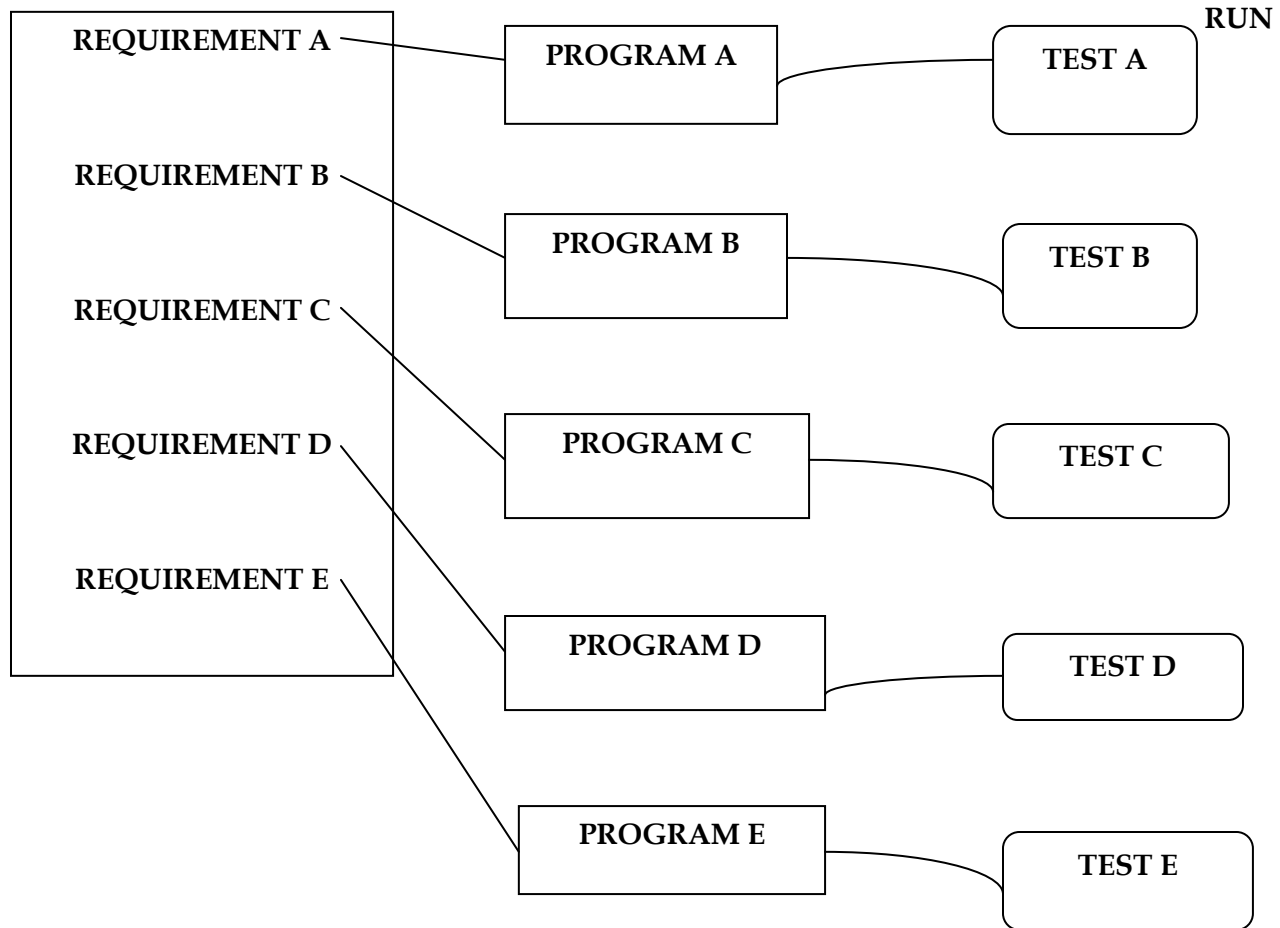 RUN
REQUIREMENT A
PROGRAM A
TEST A
REQUIREMENT B
PROGRAM B
TEST B
REQUIREMENT C
PROGRAM C
TEST C
REQUIREMENT D
PROGRAM D
TEST D
REQUIREMENT E
PROGRAM E
TEST E